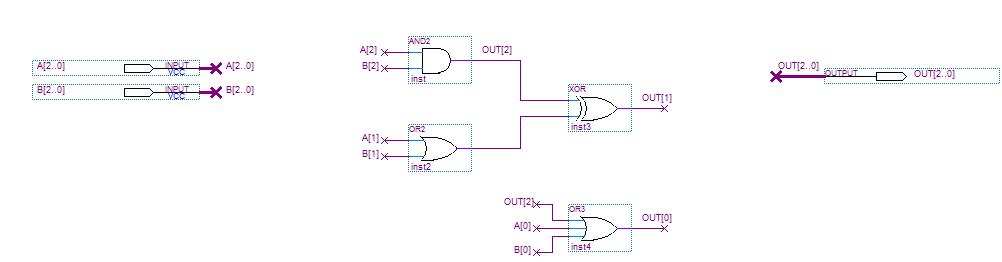 A[2..0] INPUT VCC A[2..0]
B[2..0] INPUT VCC B[2..0]
AND2
A[2]
B[2]
inst
OUT[2]
OR2
A[1]
B[1]
inst2
XOR
inst3
OUT[1]
OUT[2]
A[0]
B[0]
OR3
inst4
OUT[0]
OUT[2..0] OUTPUT OUT[2..0]